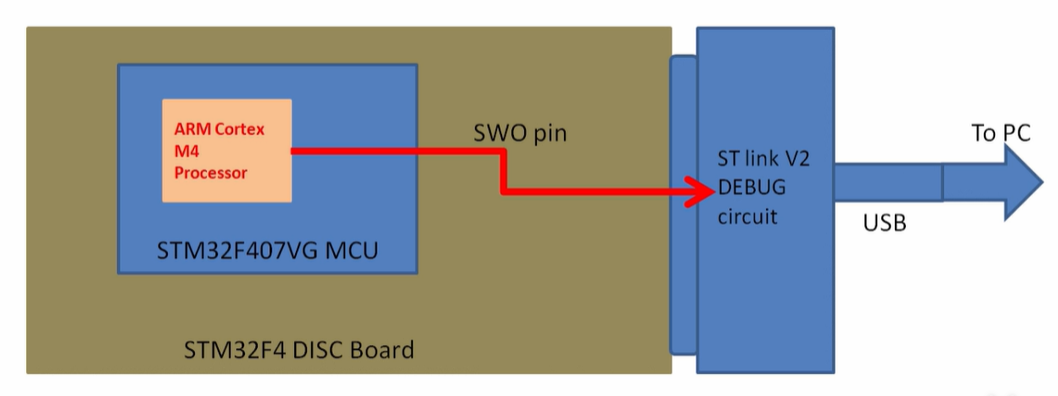 ARM Cortex
M4
Processor
STM32F407VG MCU
STM32F4 DISC Board
SWO pin
ST link V2
DEBUG
circuit
To PC
USB